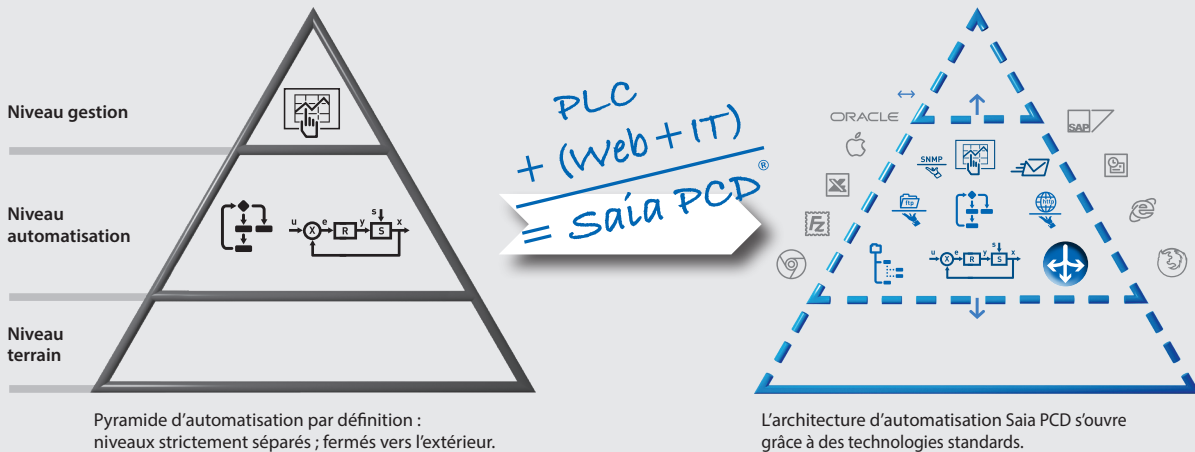 Niveau gestion
Niveau
automatisation
Niveau
terrain
u e y s x
X R S
Pyramide d'automatisation par définition :
niveaux strictement séparés ; fermés vers l'extérieur.
PLC
+ (Web + IT)
= Saia PCD®
ORACLE
SAP
SNMP
ftp
http
FZ
u e y s x
X R S
L'architecture d'automatisation Saia PCD s'ouvre
grâce à des technologies standards.